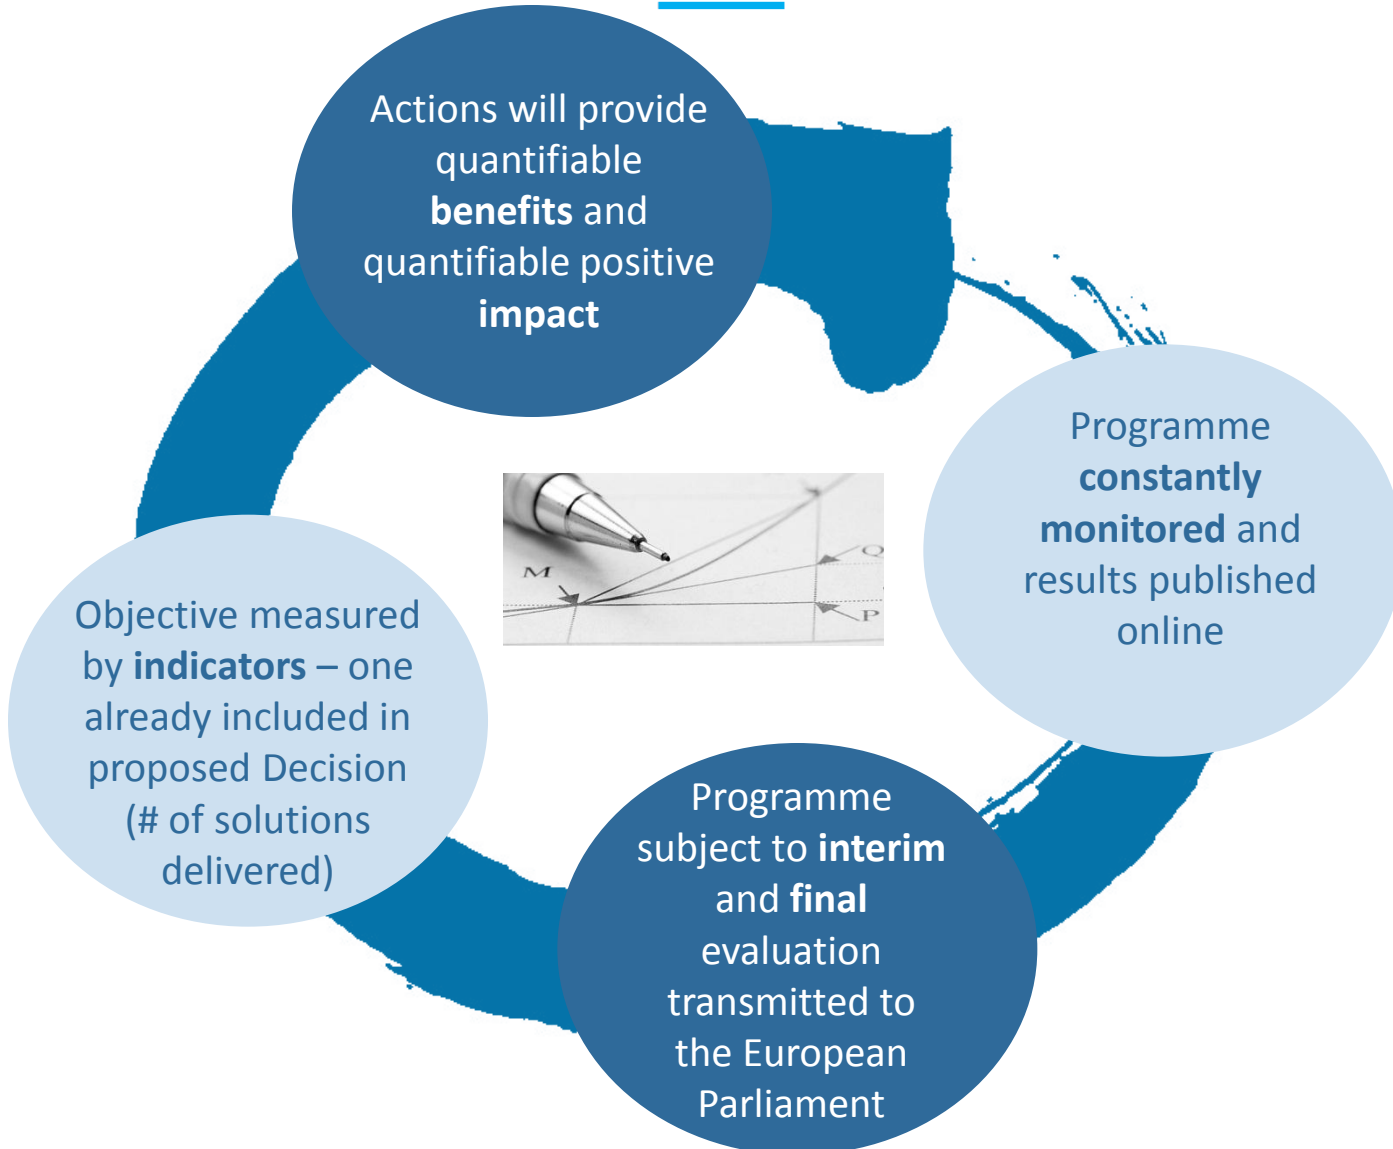 Actions will provide
quantifiable
benefits and
quantifiable positive
impact
Programme
constantly
monitored and
results published
online
M
Q
P
Objective measured
by indicators – one
already included in
proposed Decision
(# of solutions
delivered)
Programme
subject to interim
and final
evaluation
transmitted to
the European
Parliament